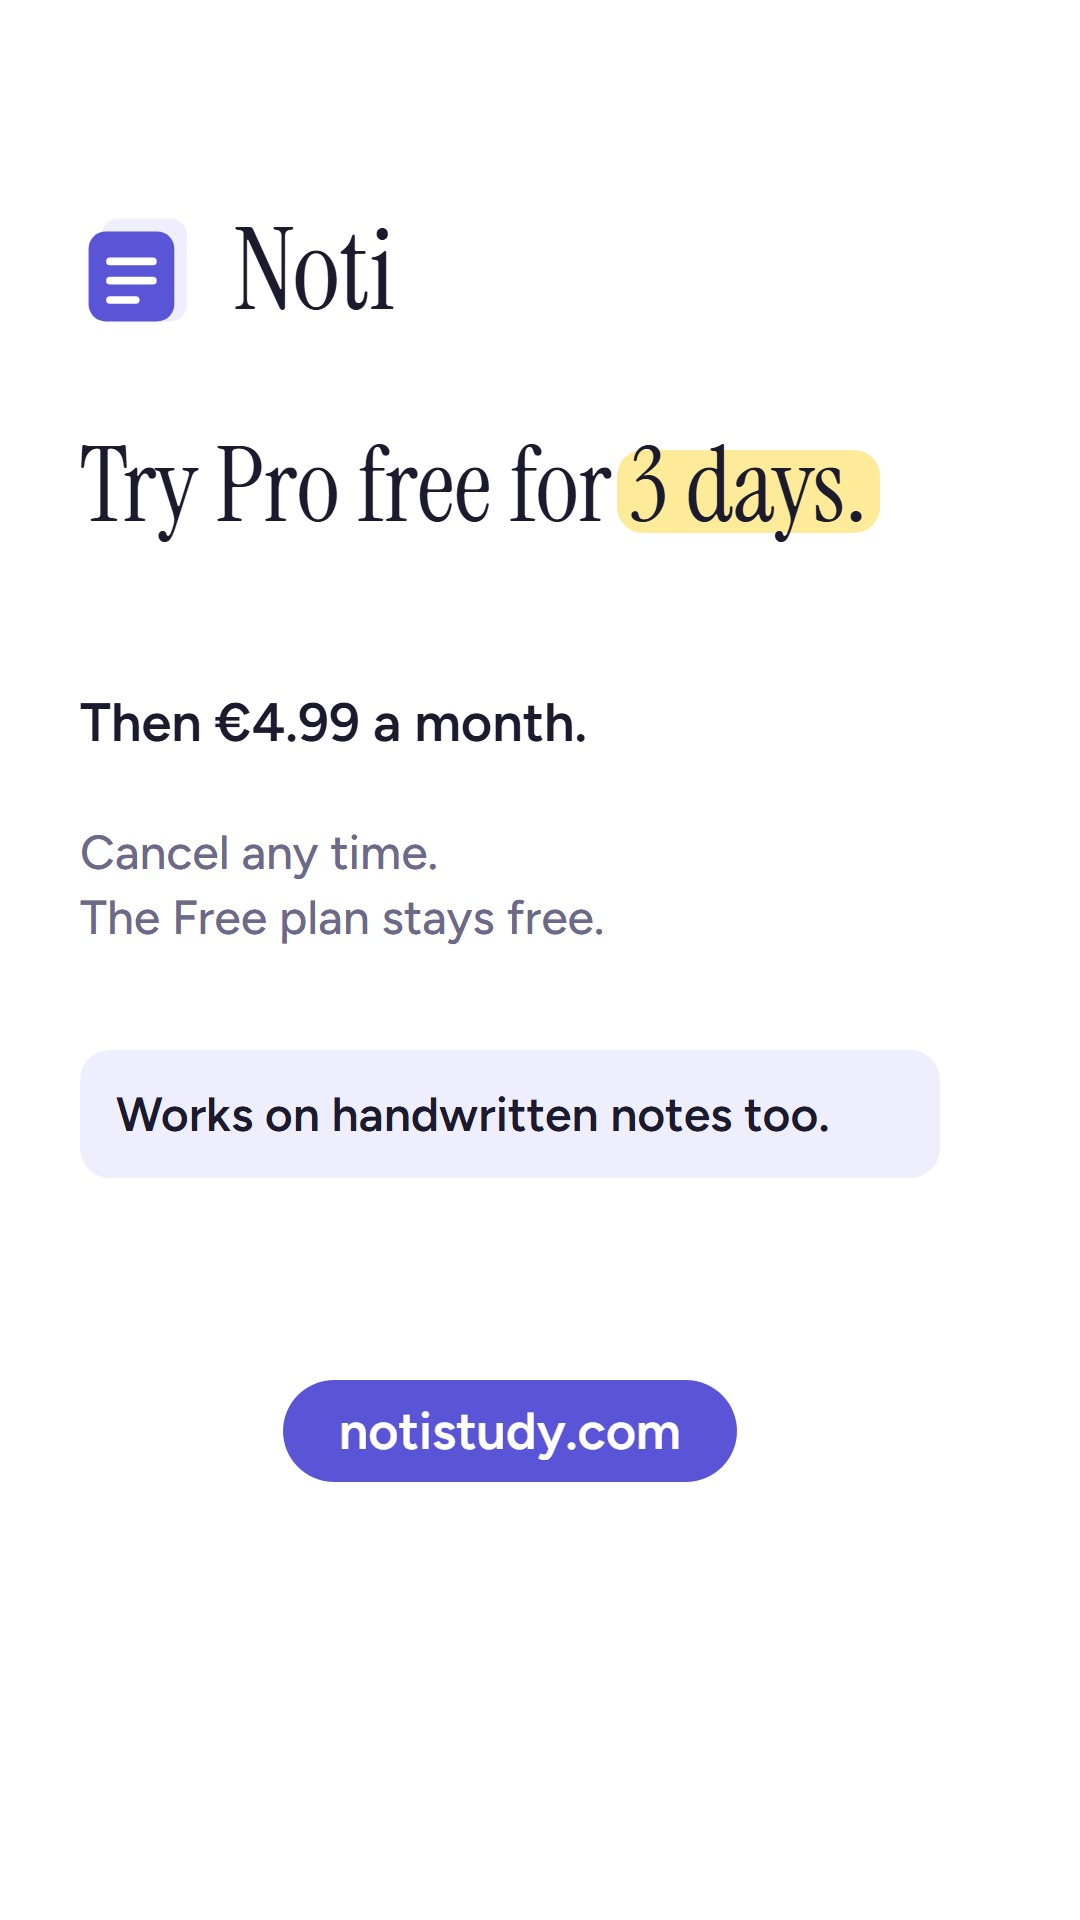 Noti
Try Pro free for 3 days.
Then €4.99 a month.
Cancel any time.
The Free plan stays free.
Works on handwritten notes too.
notistudy.com